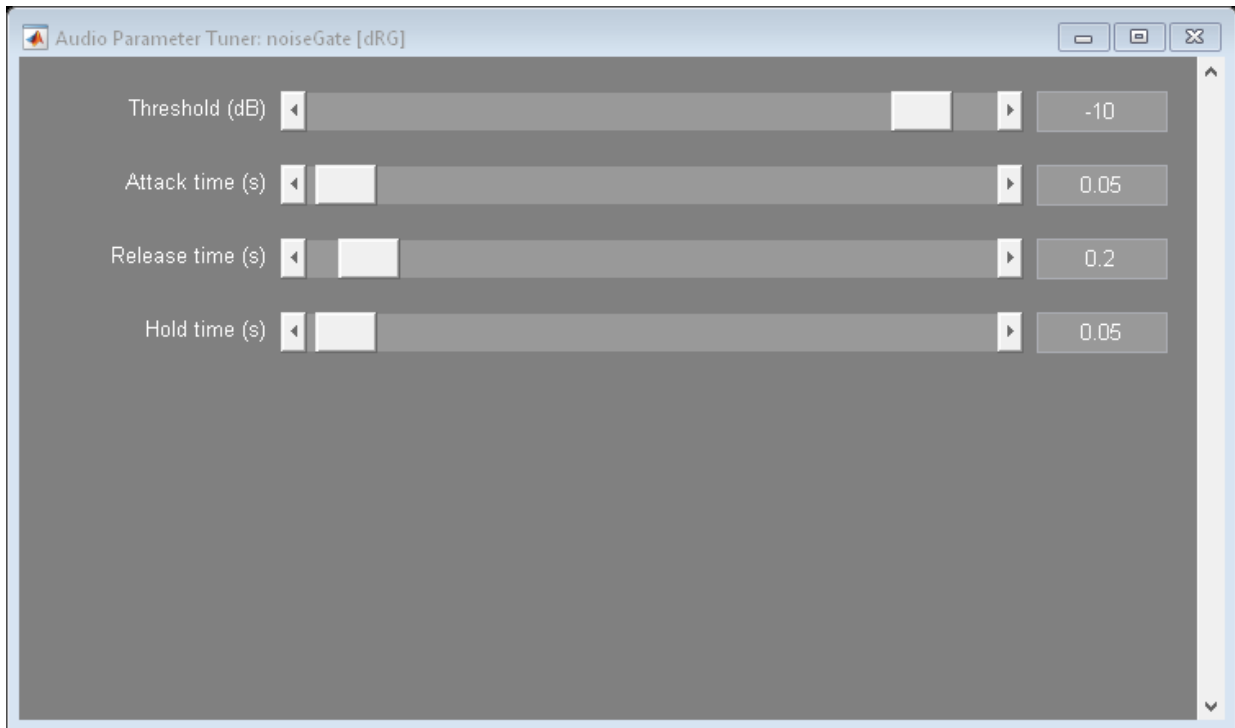 Audio Parameter Tuner: noiseGate [dRG]
Threshold (dB) -10
Attack time (s) 0.05
Release time (s) 0.2
Hold time (s) 0.05